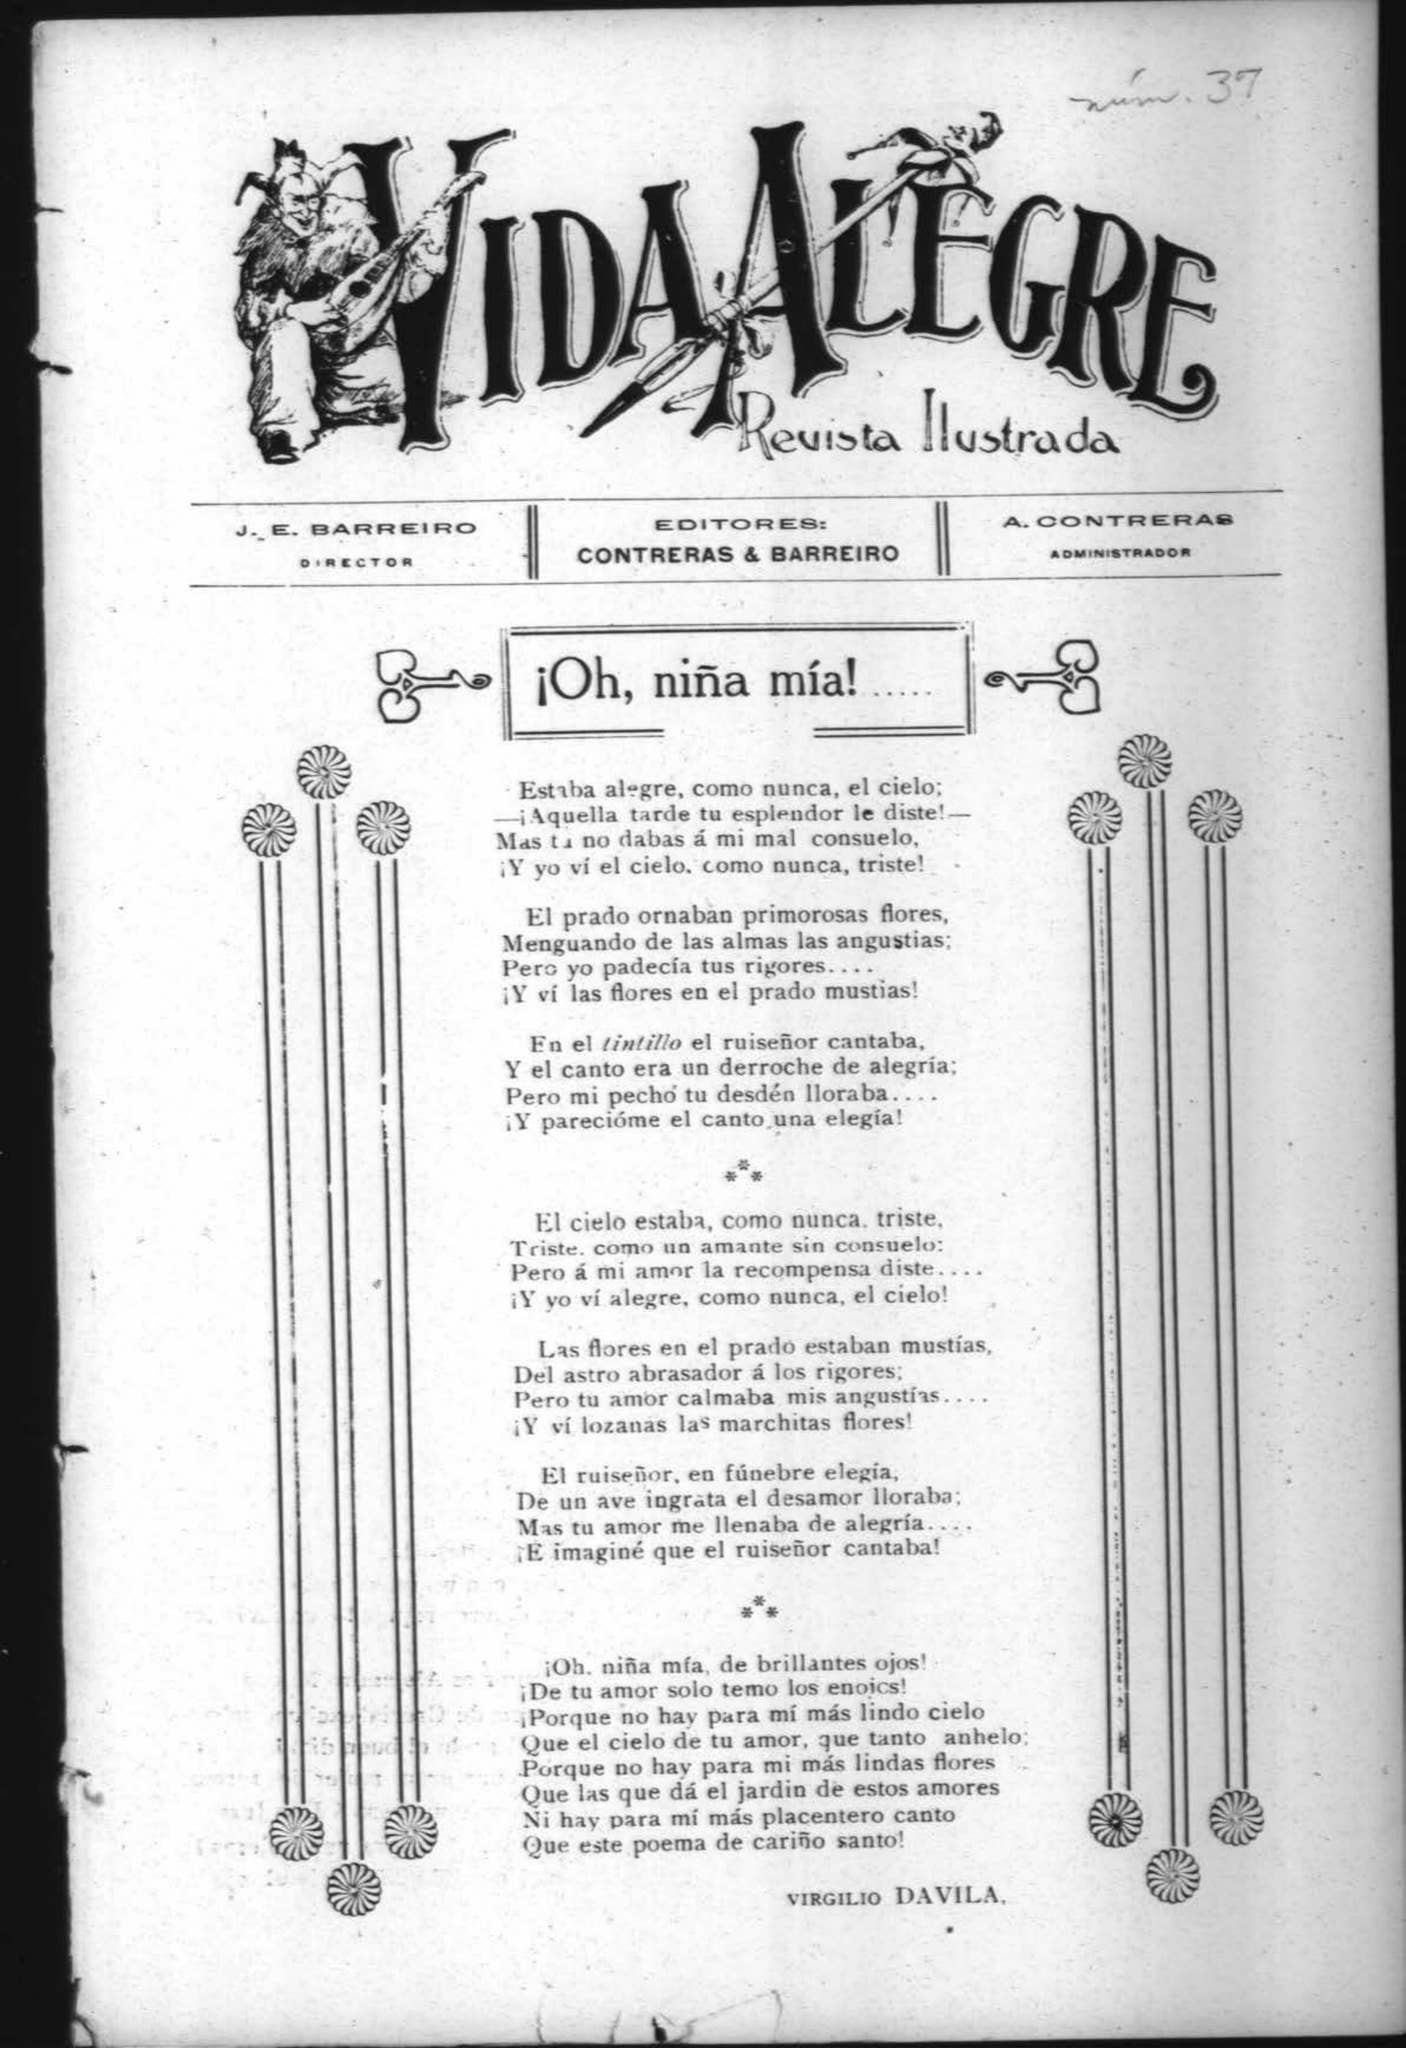 núm. 37
VIDA ALEGRE
Revista Ilustrada
J. E. BARREIRO
DIRECTOR
EDITORES:
CONTRERAS & BARREIRO
A. CONTRERAS
ADMINISTRADOR
¡Oh, niña mía! .....
Estaba alegre, como nunca, el cielo;
—¡Aquella tarde tu esplendor le diste!—
Mas tú no dabas á mi mal consuelo,
¡Y yo ví el cielo, como nunca, triste!
El prado ornaban primorosas flores,
Menguando de las almas las angustias;
Pero yo padecía tus rigores....
¡Y ví las flores en el prado mustias!
En el tintillo el ruiseñor cantaba,
Y el canto era un derroche de alegría;
Pero mi pecho tu desdén lloraba....
¡Y parecióme el canto una elegía!
***
El cielo estaba, como nunca, triste,
Triste, como un amante sin consuelo:
Pero á mi amor la recompensa diste....
¡Y yo ví alegre, como nunca, el cielo!
Las flores en el prado estaban mustías,
Del astro abrasador á los rigores;
Pero tu amor calmaba mis angustías....
¡Y ví lozanas las marchitas flores!
El ruiseñor, en fúnebre elegía,
De un ave ingrata el desamor lloraba;
Mas tu amor me llenaba de alegría....
¡E imaginé que el ruiseñor cantaba!
***
¡Oh, niña mía, de brillantes ojos!
¡De tu amor solo temo los enojos!
¡Porque no hay para mí más lindo cielo
Que el cielo de tu amor, que tanto anhelo;
Porque no hay para mi más lindas flores
Que las que dá el jardin de estos amores
Ni hay para mí más placentero canto
Que este poema de cariño santo!
VIRGILIO DAVILA.